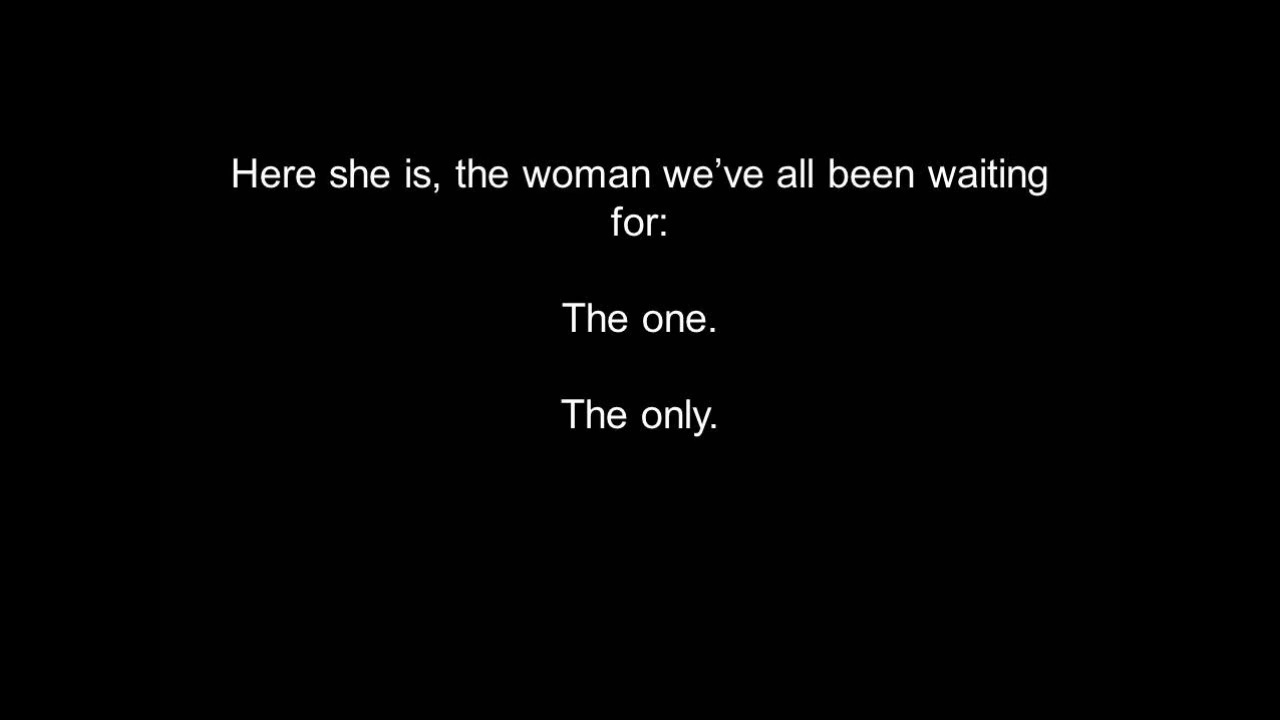 Here she is, the woman we’ve all been waiting
for:
The one.
The only.